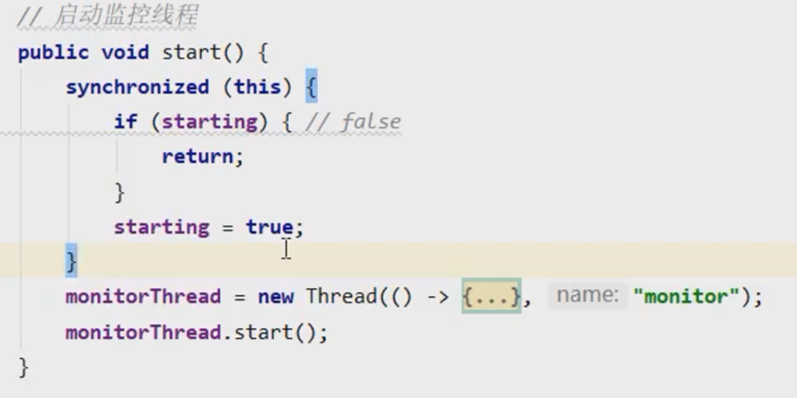 // 启动监控线程
public void start() {
synchronized (this) {
if (starting) { // false
return;
}
starting = true;
}
monitorThread = new Thread(() -> {...}, name: "monitor");
monitorThread.start();
}